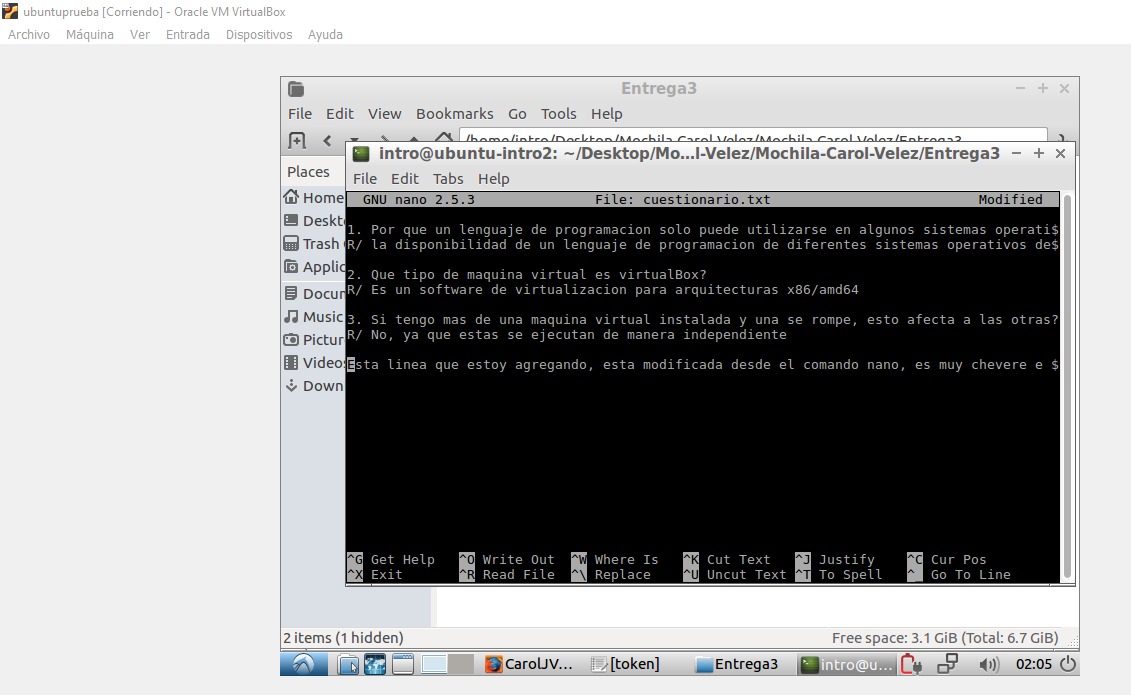 ubuntuprueba [Corriendo] - Oracle VM VirtualBox
Archivo Máquina Ver Entrada Dispositivos Ayuda
Entrega3
File Edit View Bookmarks Go Tools Help
/home/intro/Desktop/Mochila-Carol-Velez/Mochila-Carol-Velez/Entrega3
Places
Home
Deskt
Trash
Applic
Docum
Music
Pictur
Videos
Down
intro@ubuntu-intro2: ~/Desktop/Mo...l-Velez/Mochila-Carol-Velez/Entrega3
File Edit Tabs Help
GNU nano 2.5.3 File: cuestionario.txt Modified
1. Por que un lenguaje de programacion solo puede utilizarse en algunos sistemas operati$
R/ la disponibilidad de un lenguaje de programacion de diferentes sistemas operativos de$
2. Que tipo de maquina virtual es virtualBox?
R/ Es un software de virtualizacion para arquitecturas x86/amd64
3. Si tengo mas de una maquina virtual instalada y una se rompe, esto afecta a las otras?
R/ No, ya que estas se ejecutan de manera independiente
Esta linea que estoy agregando, esta modificada desde el comando nano, es muy chevere e $
^G Get Help ^O Write Out ^W Where Is ^K Cut Text ^J Justify ^C Cur Pos
^X Exit ^R Read File ^\ Replace ^U Uncut Text ^T To Spell ^_ Go To Line
2 items (1 hidden) Free space: 3.1 GiB (Total: 6.7 GiB)
CarolJV... [token] Entrega3 intro@u... 02:05